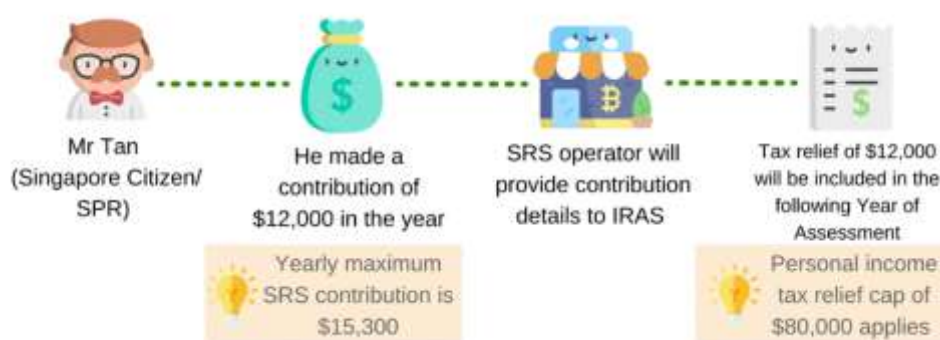 Mr Tan
(Singapore Citizen/
SPR)
$
He made a
contribution of
$12,000 in the year
Yearly maximum
SRS contribution is
$15,300
SRS operator will
provide contribution
details to IRAS
$
Tax relief of $12,000
will be included in the
following Year of
Assessment
Personal income
tax relief cap of
$80,000 applies